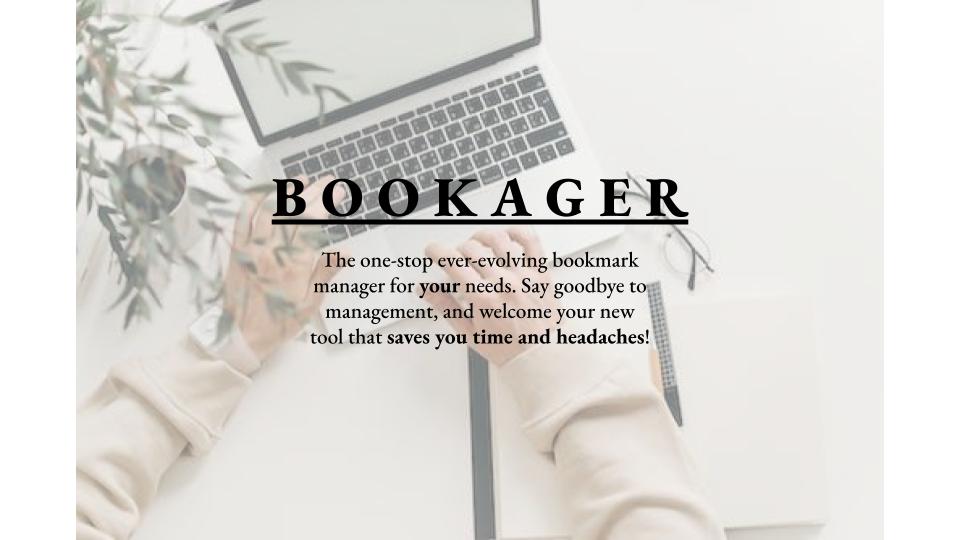 BOOKAGER
The one-stop ever-evolving bookmark
manager for your needs. Say goodbye to
management, and welcome your new
tool that saves you time and headaches!